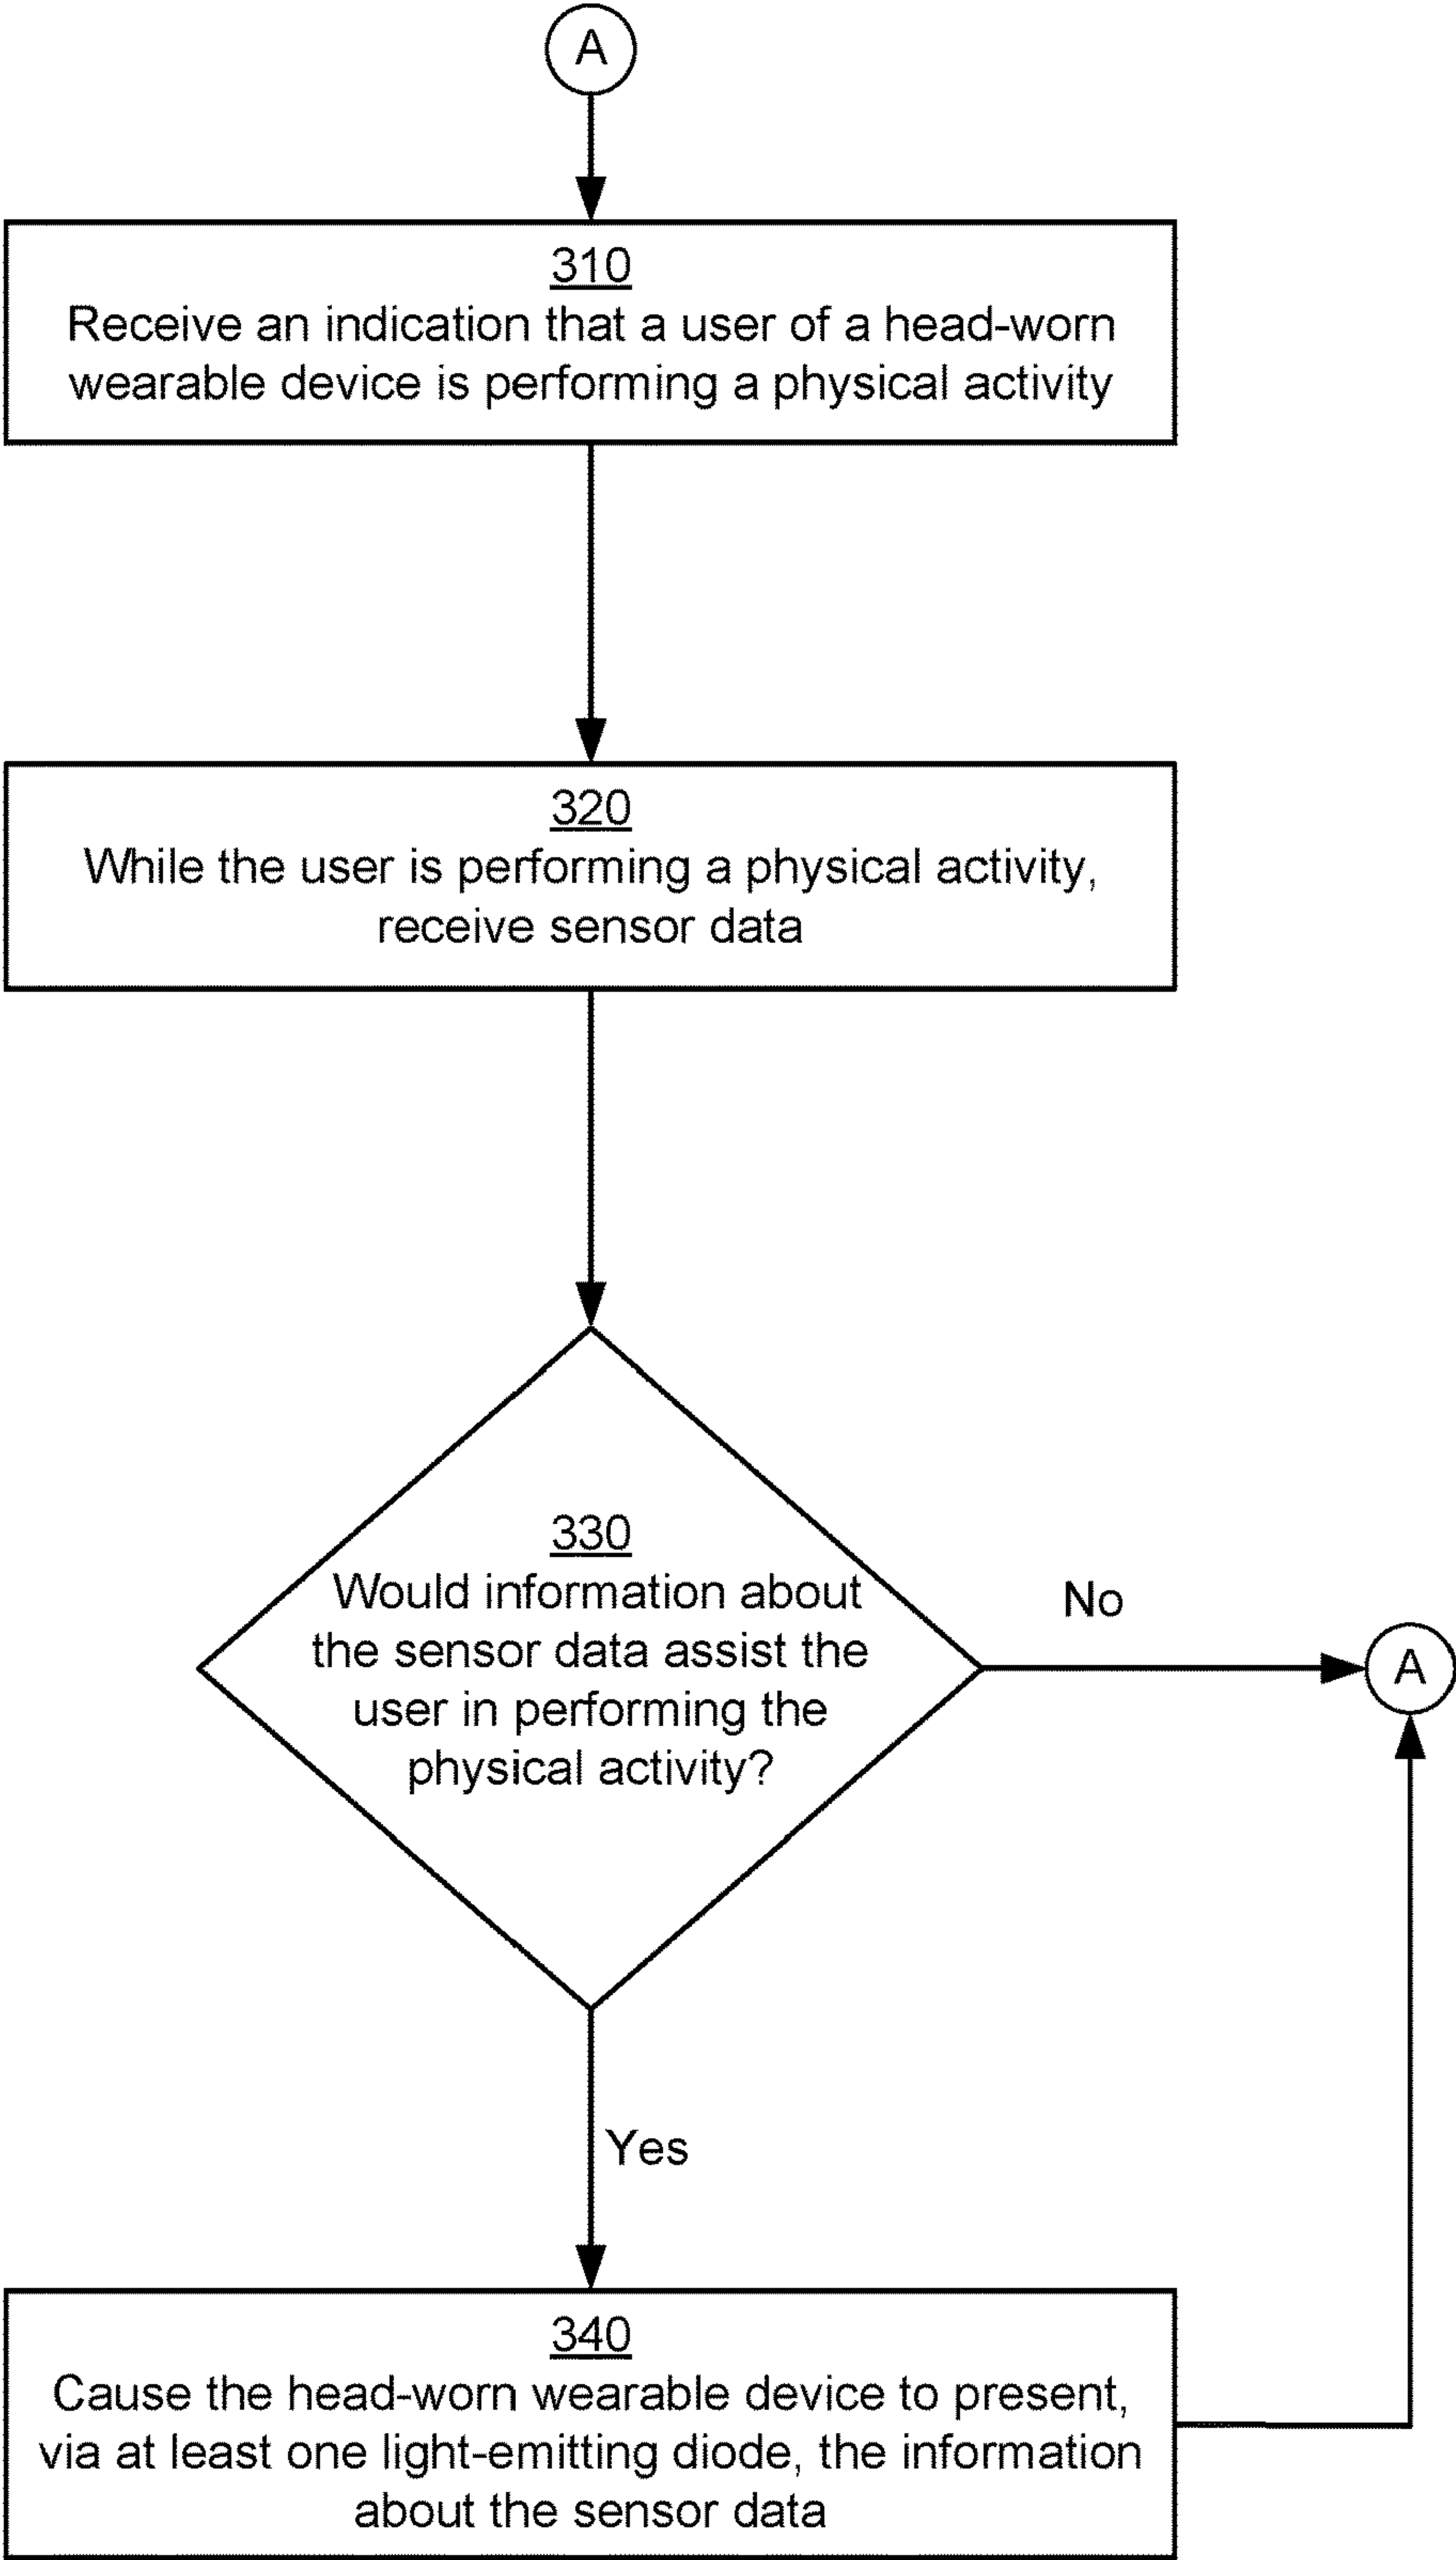 A
310
Receive an indication that a user of a head-worn
wearable device is performing a physical activity
320
While the user is performing a physical activity,
receive sensor data
330
Would information about
the sensor data assist the
user in performing the
physical activity?
No
A
Yes
340
Cause the head-worn wearable device to present,
via at least one light-emitting diode, the information
about the sensor data